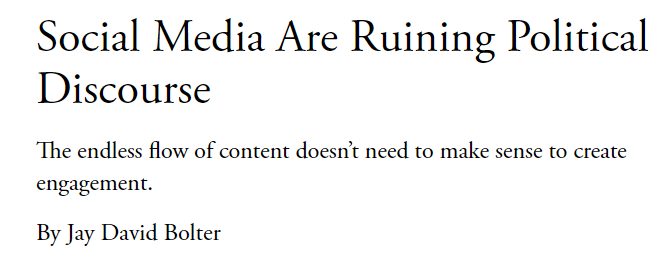 Social Media Are Ruining Political
Discourse
The endless flow of content doesn’t need to make sense to create
engagement.
By Jay David Bolter